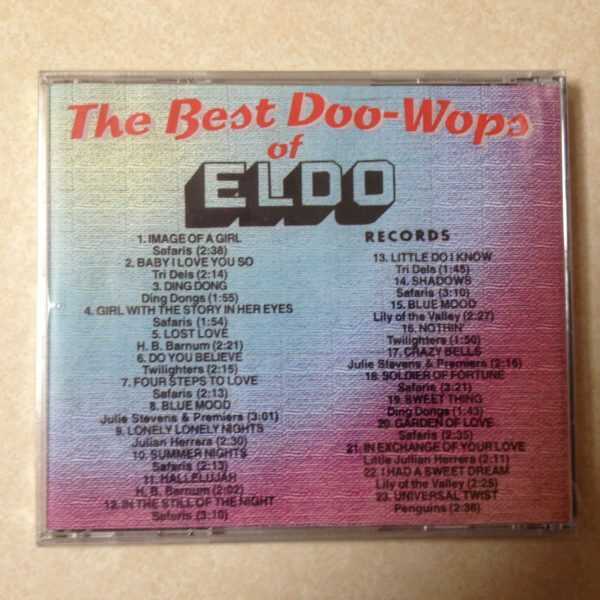 The Best Doo-Wops
of
ELDO
RECORDS
1. IMAGE OF A GIRL
Safaris (2:38)
2. BABY I LOVE YOU SO
Tri Dels (2:14)
3. DING DONG
Ding Dongs (1:55)
4. GIRL WITH THE STORY IN HER EYES
Safaris (1:54)
5. LOST LOVE
H. B. Barnum (2:21)
6. DO YOU BELIEVE
Twilighters (2:15)
7. FOUR STEPS TO LOVE
Safaris (2:13)
8. BLUE MOOD
Julie Stevens & Premiers (3:01)
9. LONELY LONELY NIGHTS
Julian Herrera (2:30)
10. SUMMER NIGHTS
Safaris (2:13)
11. HALLELUJAH
H. B. Barnum (2:02)
12. IN THE STILL OF THE NIGHT
Safaris (3:10)
13. LITTLE DO I KNOW
Tri Dels (1:45)
14. SHADOWS
Safaris (3:10)
15. BLUE MOOD
Lily of the Valley (2:27)
16. NOTHIN'
Twilighters (1:50)
17. CRAZY BELLS
Julie Stevens & Premiers (2:16)
18. SOLDIER OF FORTUNE
Safaris (3:21)
19. SWEET THING
Ding Dongs (1:43)
20. GARDEN OF LOVE
Safaris (2:35)
21. IN EXCHANGE OF YOUR LOVE
Little Jullian Herrera (2:11)
22. I HAD A SWEET DREAM
Lily of the Valley (2:25)
23. UNIVERSAL TWIST
Penguins (2:36)